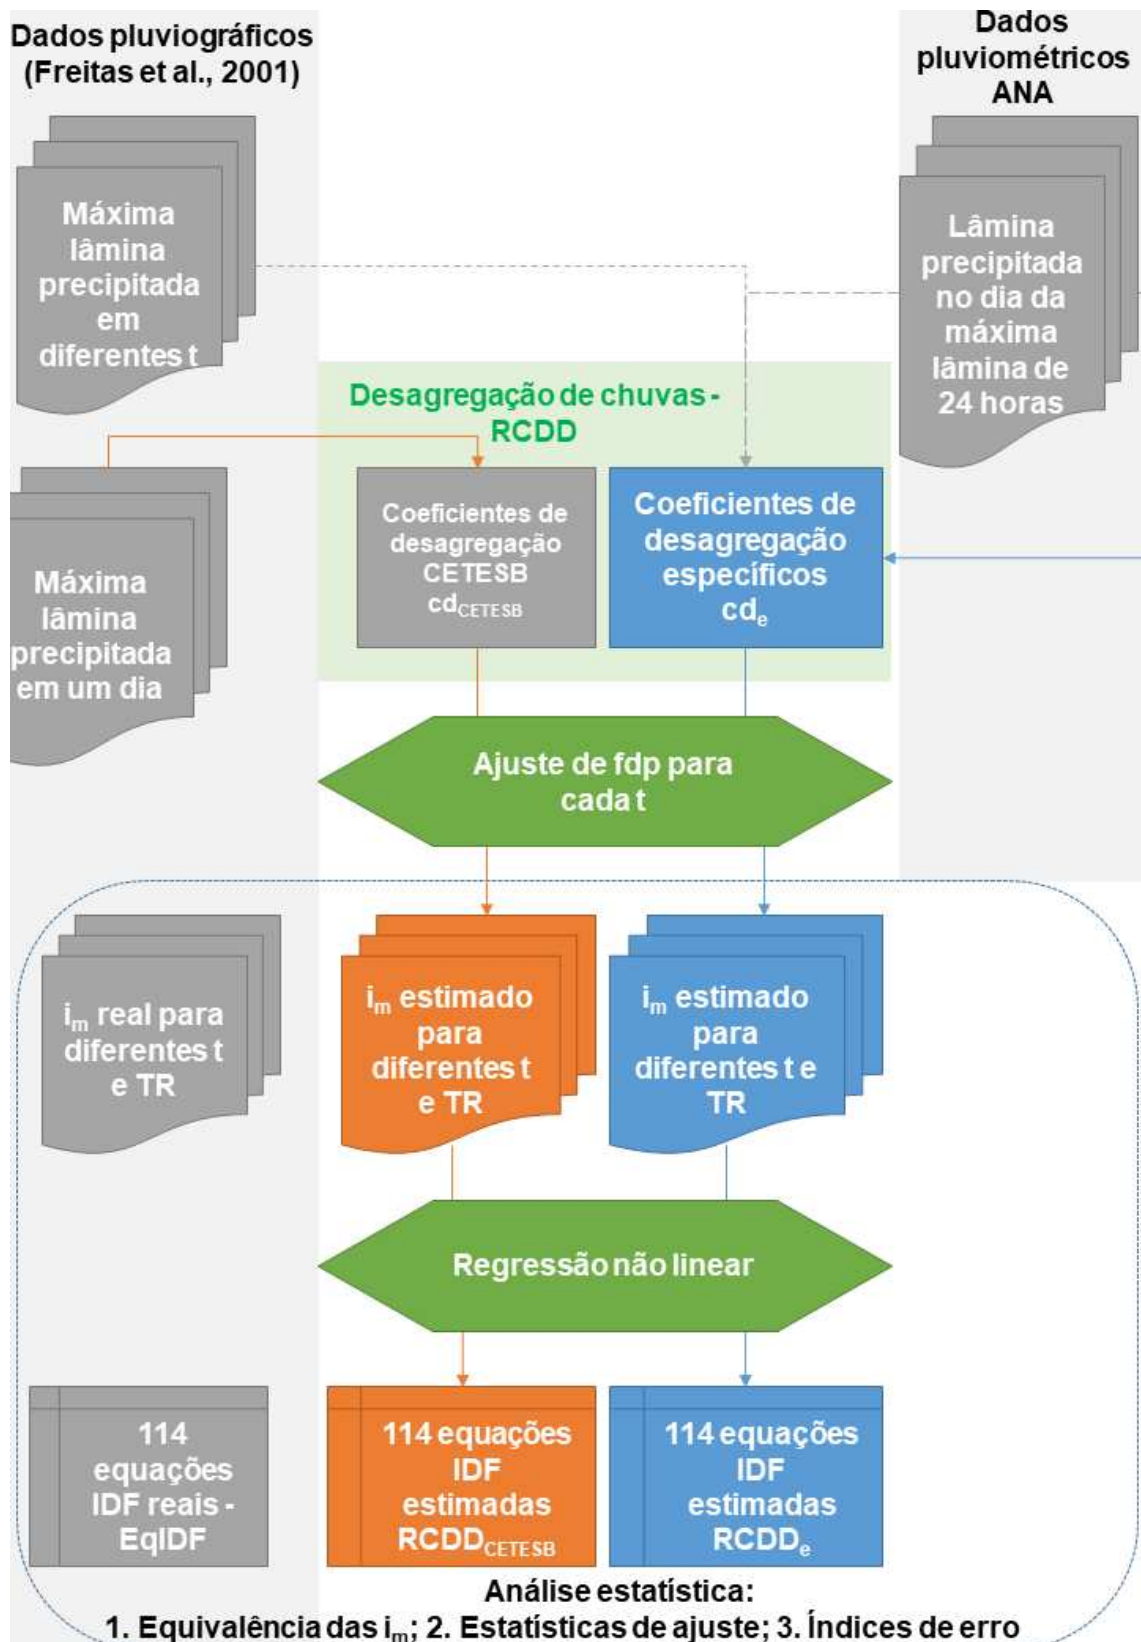 Dados pluviográficos
(Freitas et al., 2001)
Dados
pluviométricos
ANA
Máxima
lâmina
precipitada
em
diferentes t
Lâmina
precipitada
no dia da
máxima
lâmina de
24 horas
Desagregação de chuvas -
RCDD
Máxima
lâmina
precipitada
em um dia
Coeficientes de
desagregação
CETESB
cdCETESB
Coeficientes de
desagregação
específicos
cde
Ajuste de fdp para
cada t
im real para
diferentes t
e TR
im estimado
para
diferentes t
e TR
im estimado
para
diferentes t e
TR
Regressão não linear
114
equações
IDF reais -
EqIDF
114 equações
IDF
estimadas
RCDDCETESB
114 equações
IDF
estimadas
RCDDe
Análise estatística:
1. Equivalência das im; 2. Estatísticas de ajuste; 3. Índices de erro